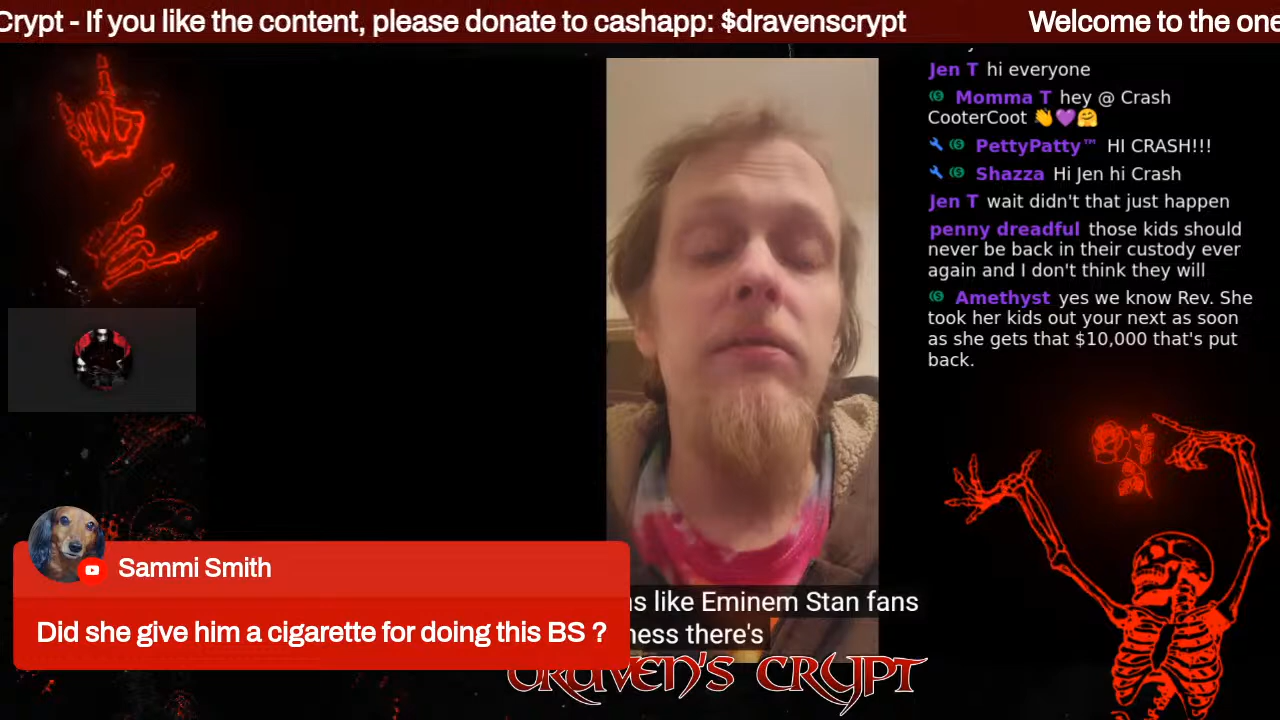 Crypt - If you like the content, please donate to cashapp: $dravenscrypt
Welcome to the one
Jen T hi everyone
Momma T hey @ Crash
CooterCoot 👋💜🤗
PettyPatty™ HI CRASH!!!
Shazza Hi Jen hi Crash
Jen T wait didn't that just happen
penny dreadful those kids should
never be back in their custody ever
again and I don't think they will
Amethyst yes we know Rev. She
took her kids out your next as soon
as she gets that $10,000 that's put
back.
Sammi Smith
Did she give him a cigarette for doing this BS ?
like Eminem Stan fans
there's
DRAVEN'S CRYPT